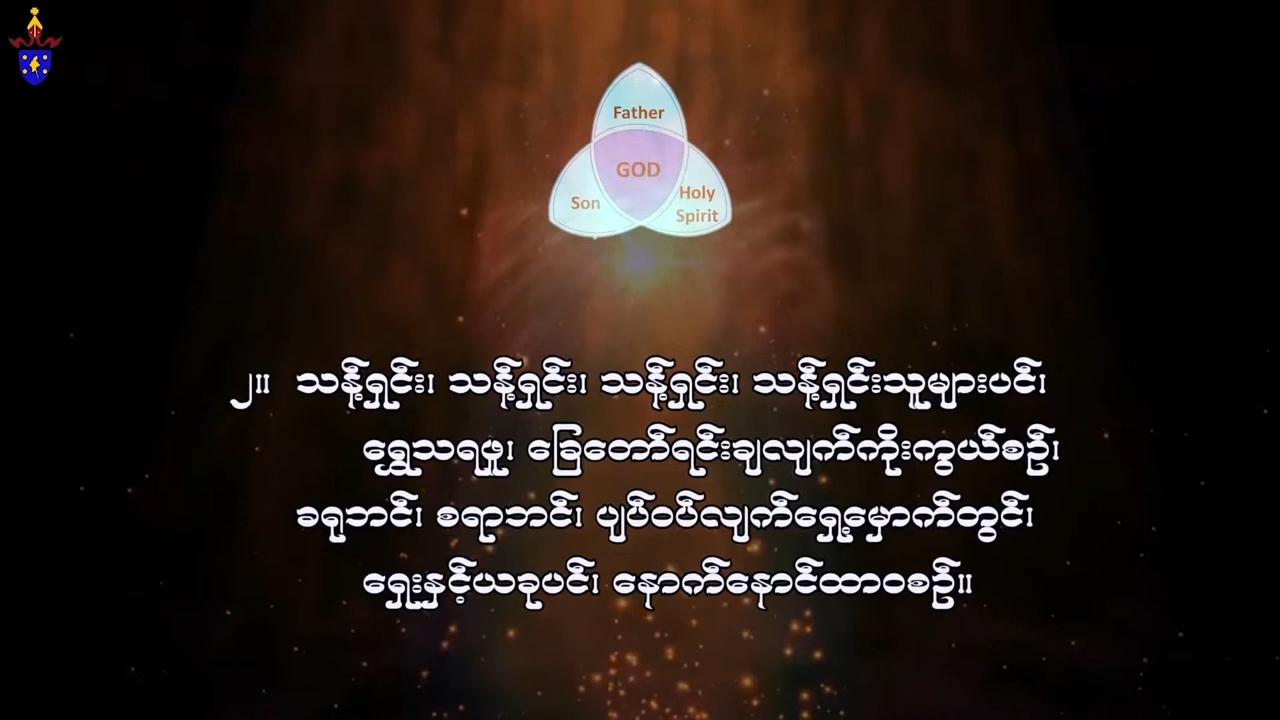 Father
GOD
Son
Holy
Spirit
၂။ သန့်ရှင်း၊ သန့်ရှင်း၊ သန့်ရှင်း၊ သန့်ရှင်းသူများပင်၊
ရွှေသရဖူ၊ ခြေတော်ရင်းချလျက်ကိုးကွယ်စဉ်၊
ခရုဘင်၊ စရာဘင်၊ ပျပ်ဝပ်လျက်ရှေ့မှောက်တွင်၊
ရှေးနှင့်ယခုပင်၊ နောက်နောင်ထာဝစဉ်။